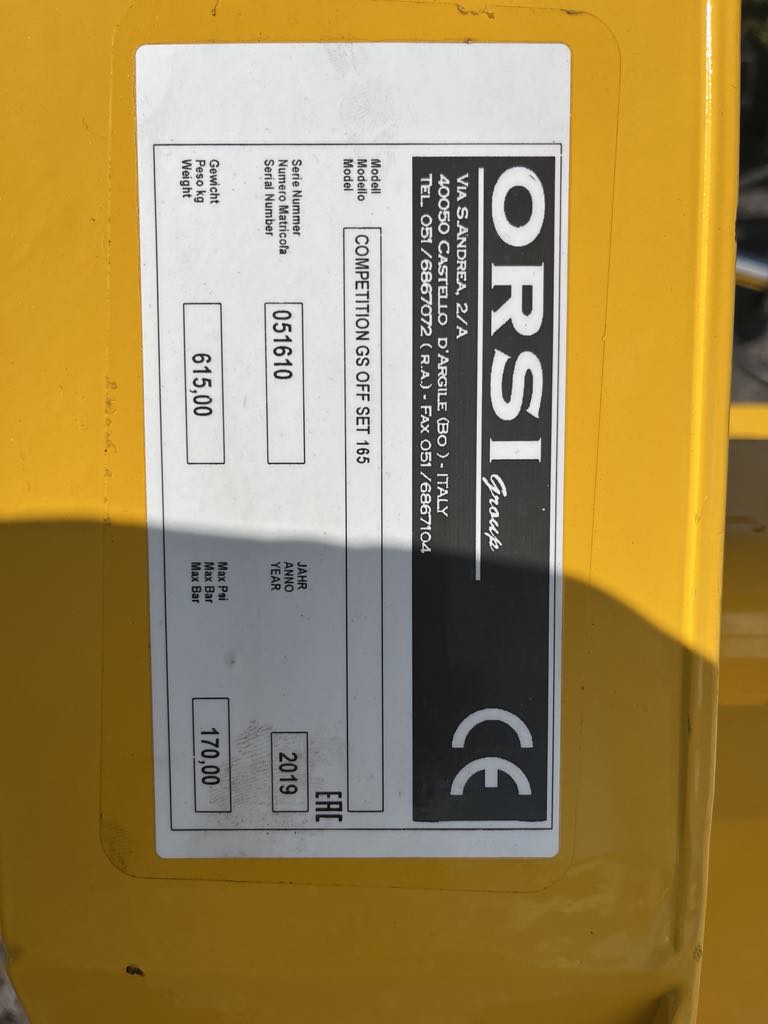 ORSI Group
VIA S.ANDREA, 2/A
40050 CASTELLO D'ARGILE (BO) - ITALY
TEL. 051/6867072 (R.A.) - FAX 051/6867104
CE
Modell
Modello
Model
COMPETITION GS OFF SET 165
EAC
Serie Nummer
Numero Matricola
Serial Number
051610
JAHR
ANNO
YEAR
2019
Gewicht
Peso kg
Weight
615,00
Max Psi
Max Bar
Max Bar
170,00